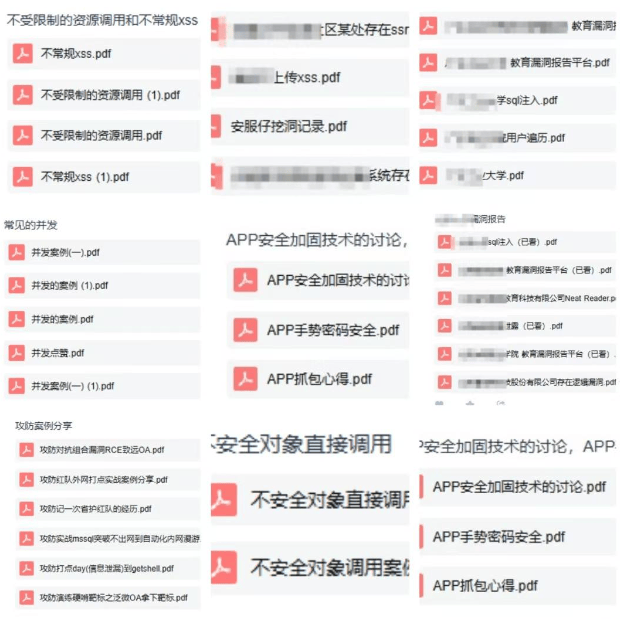 不受限制的资源调用和不常规xss
不常规xss.pdf
不受限制的资源调用 (1).pdf
不受限制的资源调用.pdf
不常规xss (1).pdf
区某处存在ssr
上传xss.pdf
安服仔挖洞记录.pdf
系统存在
教育漏洞报
教育漏洞报告平台.pdf
学sql注入.pdf
用户遍历.pdf
大学.pdf
常见的并发
并发案例(一).pdf
并发的案例 (1).pdf
并发的案例.pdf
并发点赞.pdf
并发案例(一) (1).pdf
APP安全加固技术的讨论,
APP安全加固技术的讨论
APP手势密码安全.pdf
APP抓包心得.pdf
漏洞报告
sql注入（已看）.pdf
教育漏洞报告平台（已看）.pdf
教育科技有限公司Neat Reader.p
泄露（已看）.pdf
学院 教育漏洞报告平台（已看）.
技股份有限公司存在逻辑漏洞.pdf
攻防案例分享
攻防对抗组合漏洞RCE致远OA.pdf
攻防红队外网打点实战案例分享.pdf
攻防记一次省护红队的经历.pdf
攻防实战mssql突破不出网到自动化内网漫游
攻防打点day(信息泄漏)到getshell.pdf
攻防演练硬啃靶标之泛微OA拿下靶标.pdf
不安全对象直接调用
不安全对象直接调用
不安全对象调用案例
APP安全加固技术的讨论，APP
APP安全加固技术的讨论.pdf
APP手势密码安全.pdf
APP抓包心得.pdf